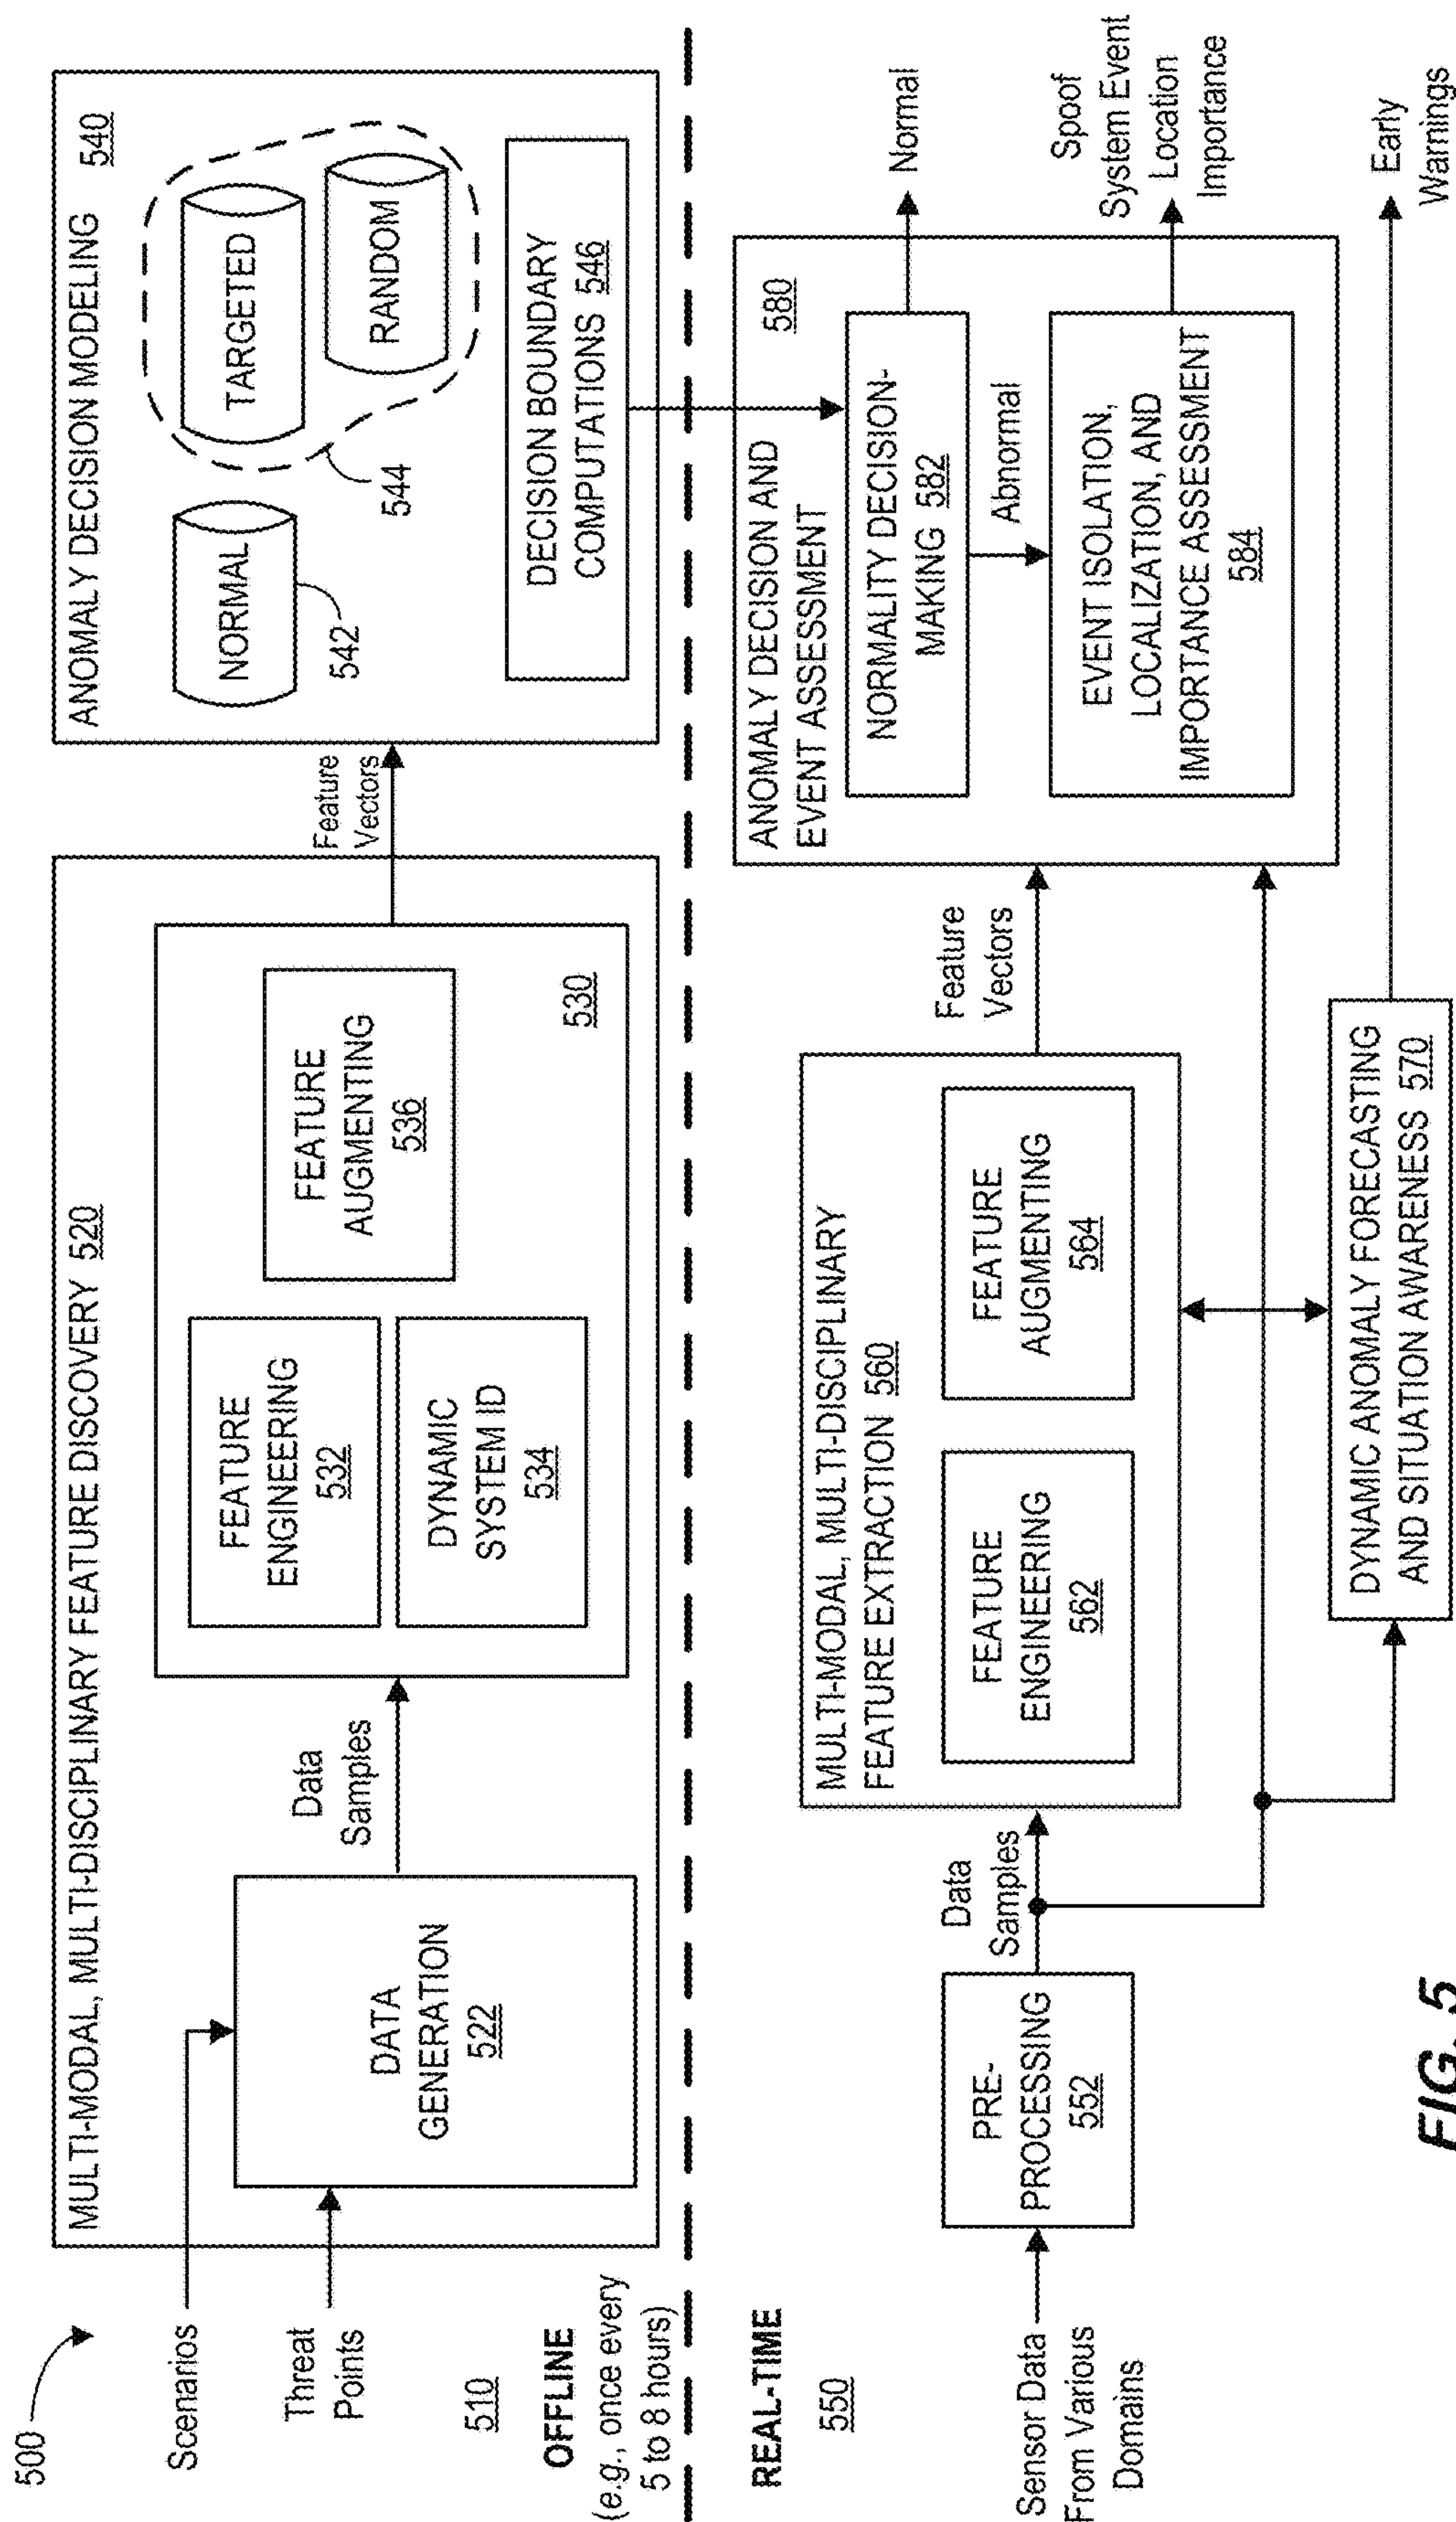 500
Scenarios
Threat
Points
510
OFFLINE
(e.g., once every
5 to 8 hours)
MULTI-MODAL, MULTI-DISCIPLINARY FEATURE DISCOVERY 520
DATA
GENERATION
522
Data
Samples
FEATURE
ENGINEERING
532
DYNAMIC
SYSTEM ID
534
FEATURE
AUGMENTING
536
530
Feature
Vectors
ANOMALY DECISION MODELING 540
NORMAL
542
TARGETED
RANDOM
544
DECISION BOUNDARY
COMPUTATIONS 546
REAL-TIME
550
Sensor Data
From Various
Domains
PRE-
PROCESSING
552
Data
Samples
MULTI-MODAL, MULTI-DISCIPLINARY
FEATURE EXTRACTION 560
FEATURE
ENGINEERING
562
FEATURE
AUGMENTING
564
Feature
Vectors
ANOMALY DECISION AND
EVENT ASSESSMENT
580
NORMALITY DECISION-
MAKING 582
Abnormal
EVENT ISOLATION,
LOCALIZATION, AND
IMPORTANCE ASSESSMENT
584
Normal
Spoof
System Event
Location
Importance
DYNAMIC ANOMALY FORECASTING
AND SITUATION AWARENESS 570
Early
Warnings
FIG. 5